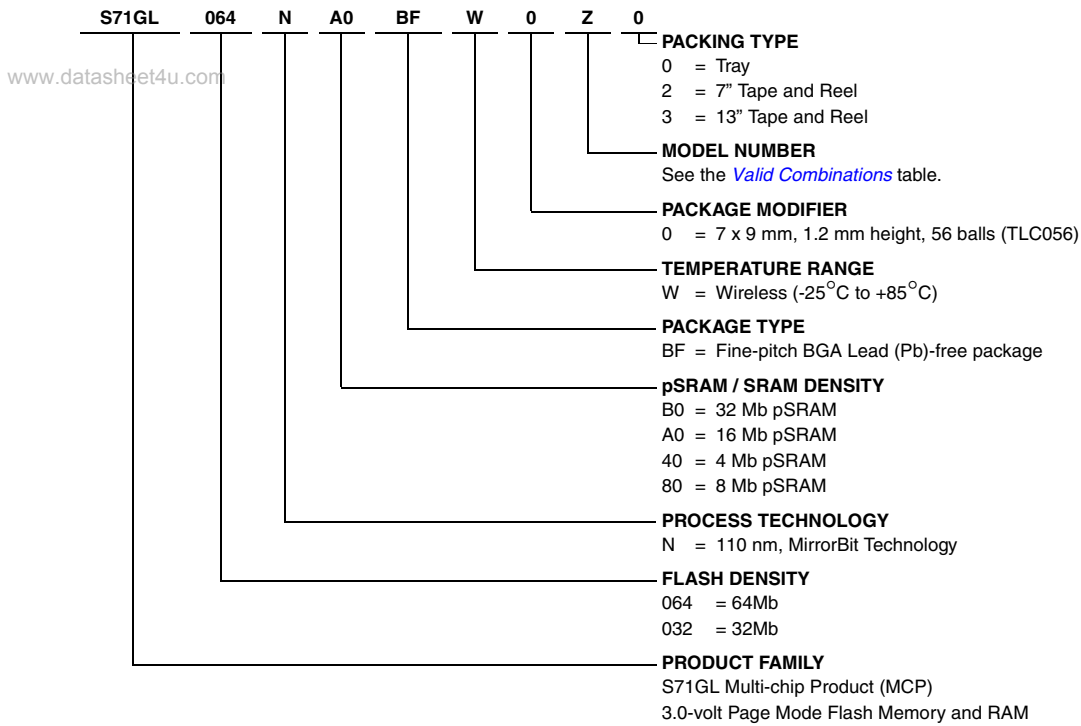 S71GL 064 N A0 BF W 0 Z 0
PACKING TYPE
0 = Tray
2 = 7” Tape and Reel
3 = 13” Tape and Reel
www.datasheet4u.com
MODEL NUMBER
See the Valid Combinations table.
PACKAGE MODIFIER
0 = 7 x 9 mm, 1.2 mm height, 56 balls (TLC056)
TEMPERATURE RANGE
W = Wireless (-25°C to +85°C)
PACKAGE TYPE
BF = Fine-pitch BGA Lead (Pb)-free package
pSRAM / SRAM DENSITY
B0 = 32 Mb pSRAM
A0 = 16 Mb pSRAM
40 = 4 Mb pSRAM
80 = 8 Mb pSRAM
PROCESS TECHNOLOGY
N = 110 nm, MirrorBit Technology
FLASH DENSITY
064 = 64Mb
032 = 32Mb
PRODUCT FAMILY
S71GL Multi-chip Product (MCP)
3.0-volt Page Mode Flash Memory and RAM